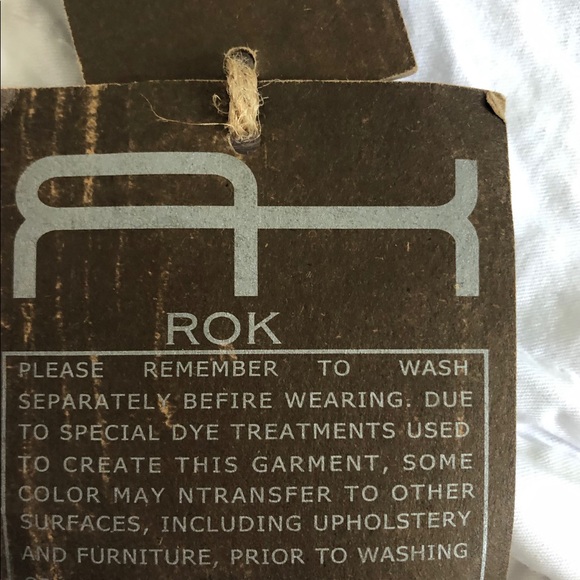 ROK
PLEASE REMEMBER TO WASH
SEPARATELY BEFIRE WEARING. DUE
TO SPECIAL DYE TREATMENTS USED
TO CREATE THIS GARMENT, SOME
COLOR MAY NTRANSFER TO OTHER
SURFACES, INCLUDING UPHOLSTERY
AND FURNITURE, PRIOR TO WASHING